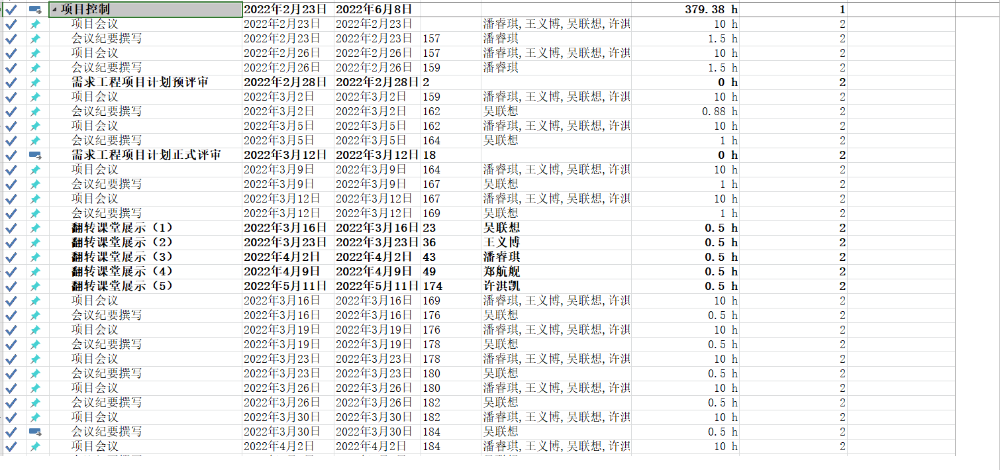 项目控制 2022年2月23日 2022年6月8日 379.38 h 1
项目会议 2022年2月23日 2022年2月23日 潘睿琪,王义博,吴联想,许淇 10 h 2
会议纪要撰写 2022年2月23日 2022年2月23日 157 潘睿琪 1.5 h 2
项目会议 2022年2月26日 2022年2月26日 157 潘睿琪,王义博,吴联想,许淇 10 h 2
会议纪要撰写 2022年2月26日 2022年2月26日 159 潘睿琪 1.5 h 2
需求工程项目计划预评审 2022年2月28日 2022年2月28日 2 0 h 2
项目会议 2022年3月2日 2022年3月2日 159 潘睿琪,王义博,吴联想,许淇 10 h 2
会议纪要撰写 2022年3月2日 2022年3月2日 162 吴联想 0.88 h 2
项目会议 2022年3月5日 2022年3月5日 162 潘睿琪,王义博,吴联想,许淇 10 h 2
会议纪要撰写 2022年3月5日 2022年3月5日 164 吴联想 1 h 2
需求工程项目计划正式评审 2022年3月12日 2022年3月12日 18 0 h 2
项目会议 2022年3月9日 2022年3月9日 164 潘睿琪,王义博,吴联想,许淇 10 h 2
会议纪要撰写 2022年3月9日 2022年3月9日 167 吴联想 1 h 2
项目会议 2022年3月12日 2022年3月12日 167 潘睿琪,王义博,吴联想,许淇 10 h 2
会议纪要撰写 2022年3月12日 2022年3月12日 169 吴联想 1 h 2
翻转课堂展示（1） 2022年3月16日 2022年3月16日 23 吴联想 0.5 h 2
翻转课堂展示（2） 2022年3月23日 2022年3月23日 36 王义博 0.5 h 2
翻转课堂展示（3） 2022年4月2日 2022年4月2日 43 潘睿琪 0.5 h 2
翻转课堂展示（4） 2022年4月9日 2022年4月9日 49 郑航舰 0.5 h 2
翻转课堂展示（5） 2022年5月11日 2022年5月11日 174 许淇凯 0.5 h 2
项目会议 2022年3月16日 2022年3月16日 169 潘睿琪,王义博,吴联想,许淇 10 h 2
会议纪要撰写 2022年3月16日 2022年3月16日 176 吴联想 0.5 h 2
项目会议 2022年3月19日 2022年3月19日 176 潘睿琪,王义博,吴联想,许淇 10 h 2
会议纪要撰写 2022年3月19日 2022年3月19日 178 吴联想 0.5 h 2
项目会议 2022年3月23日 2022年3月23日 178 潘睿琪,王义博,吴联想,许淇 10 h 2
会议纪要撰写 2022年3月23日 2022年3月23日 180 吴联想 0.5 h 2
项目会议 2022年3月26日 2022年3月26日 180 潘睿琪,王义博,吴联想,许淇 10 h 2
会议纪要撰写 2022年3月26日 2022年3月26日 182 吴联想 0.5 h 2
项目会议 2022年3月30日 2022年3月30日 182 潘睿琪,王义博,吴联想,许淇 10 h 2
会议纪要撰写 2022年3月30日 2022年3月30日 184 吴联想 0.5 h 2
项目会议 2022年4月2日 2022年4月2日 184 潘睿琪,王义博,吴联想,许淇 10 h 2